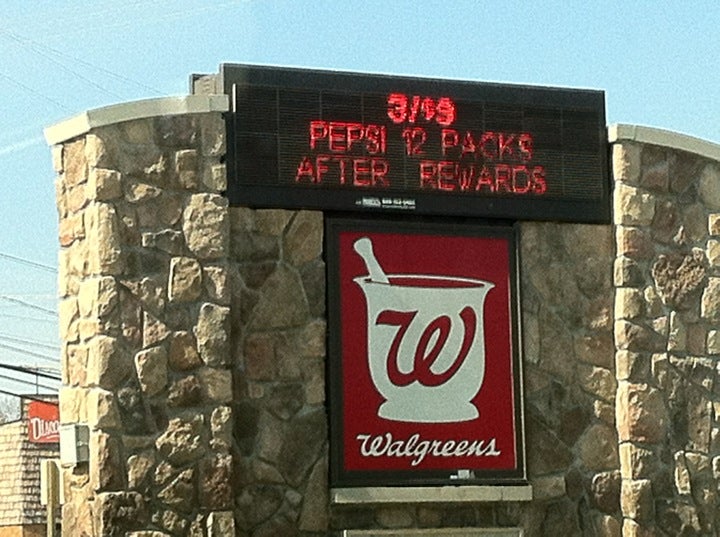 3/$9
PEPSI 12 PACKS
AFTER REWARDS
W
Walgreens